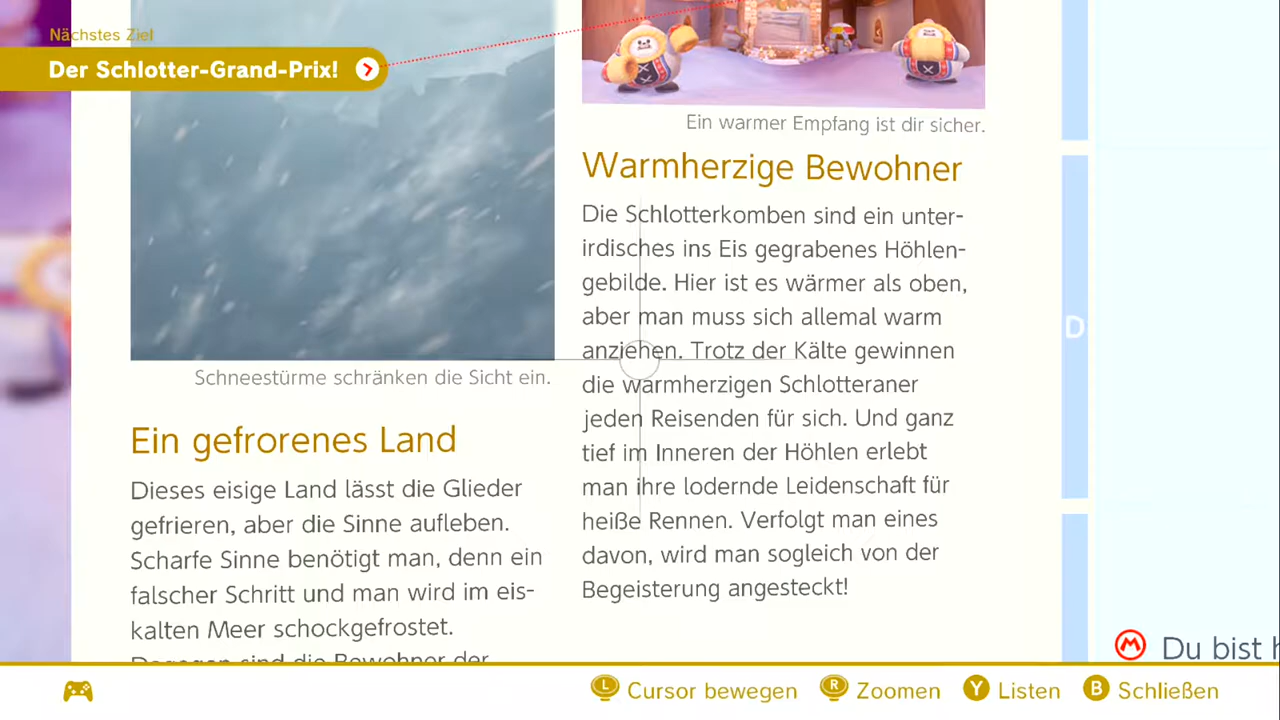 Nächstes Ziel
Der Schlotter-Grand-Prix!
Schneestürme schränken die Sicht ein.
Ein gefrorenes Land
Dieses eisige Land lässt die Glieder
gefrieren, aber die Sinne aufleben.
Scharfe Sinne benötigt man, denn ein
falscher Schritt und man wird im eis-
kalten Meer schockgefrostet.
Dagegen sind die Bewohner der
Ein warmer Empfang ist dir sicher.
Warmherzige Bewohner
Die Schlotterkomben sind ein unter-
irdisches ins Eis gegrabenes Höhlen-
gebilde. Hier ist es wärmer als oben,
aber man muss sich allemal warm
anziehen. Trotz der Kälte gewinnen
die warmherzigen Schlotteraner
jeden Reisenden für sich. Und ganz
tief im Inneren der Höhlen erlebt
man ihre lodernde Leidenschaft für
heiße Rennen. Verfolgt man eines
davon, wird man sogleich von der
Begeisterung angesteckt!
D
Du bist h
L Cursor bewegen
R Zoomen
Y Listen
B Schließen